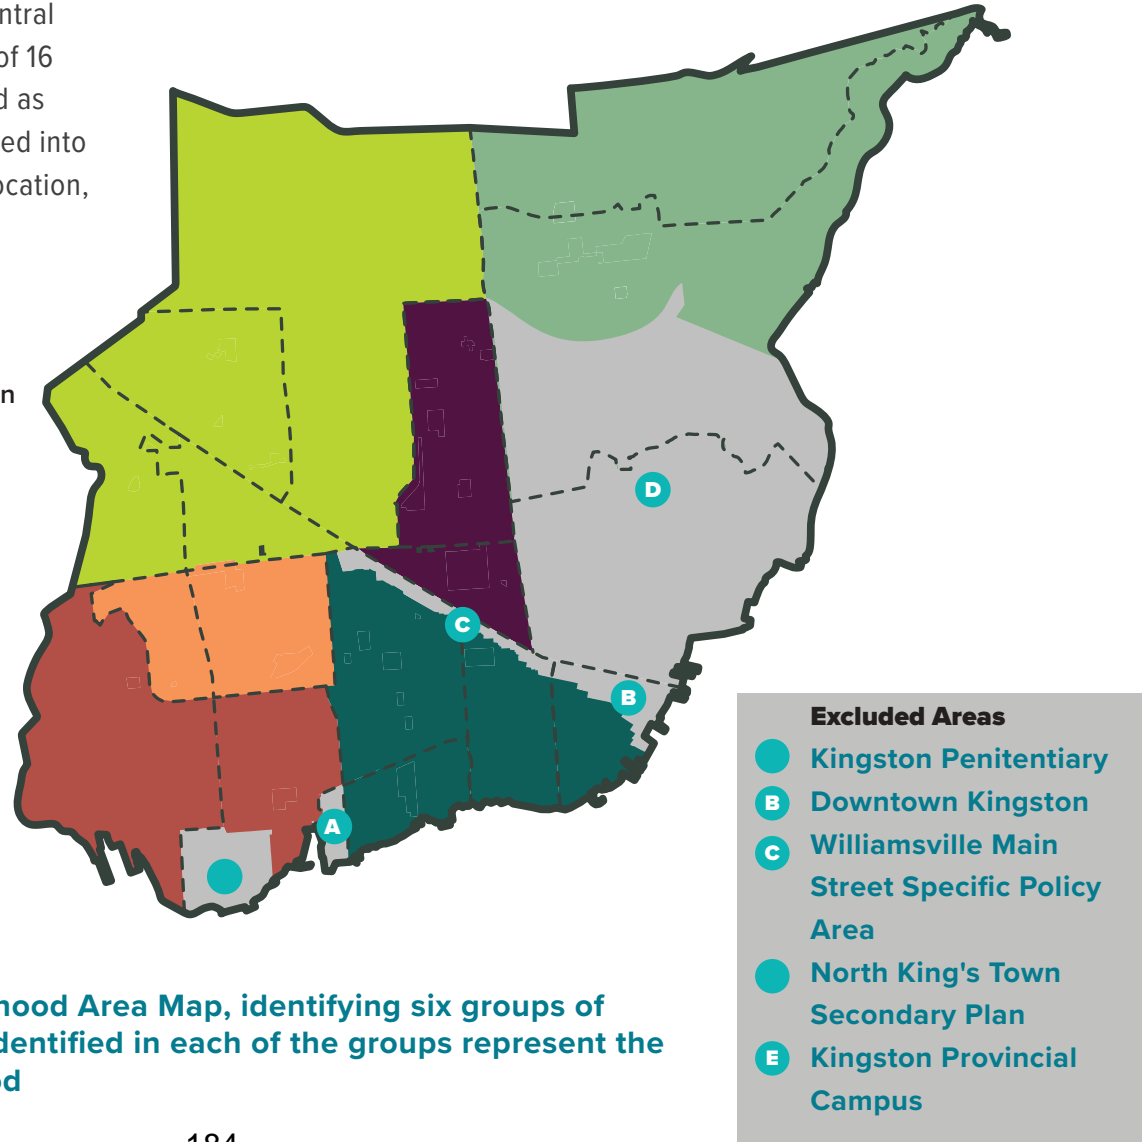 ntral
of 16
d as
ed into
ocation,
n
D
C
B
A
Excluded Areas
Kingston Penitentiary
B Downtown Kingston
C Williamsville Main
Street Specific Policy
Area
North King's Town
Secondary Plan
E Kingston Provincial
Campus
hood Area Map, identifying six groups of
dentified in each of the groups represent the
od
184